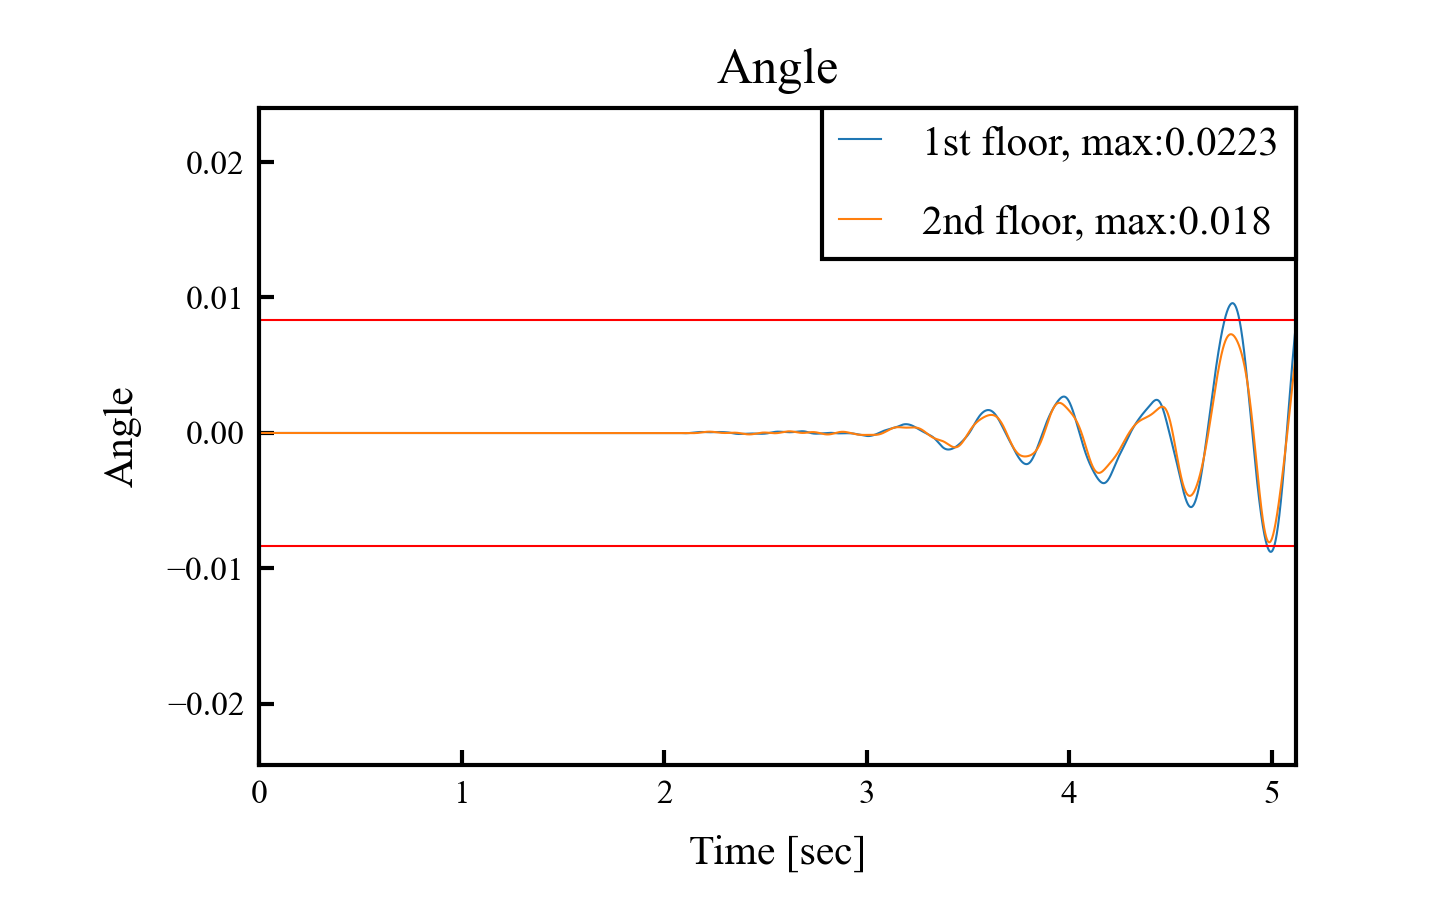 Angle
1st floor, max:0.0223
2nd floor, max:0.018
0.02
0.01
0.00
−0.01
−0.02
Angle
0 1 2 3 4 5
Time [sec]